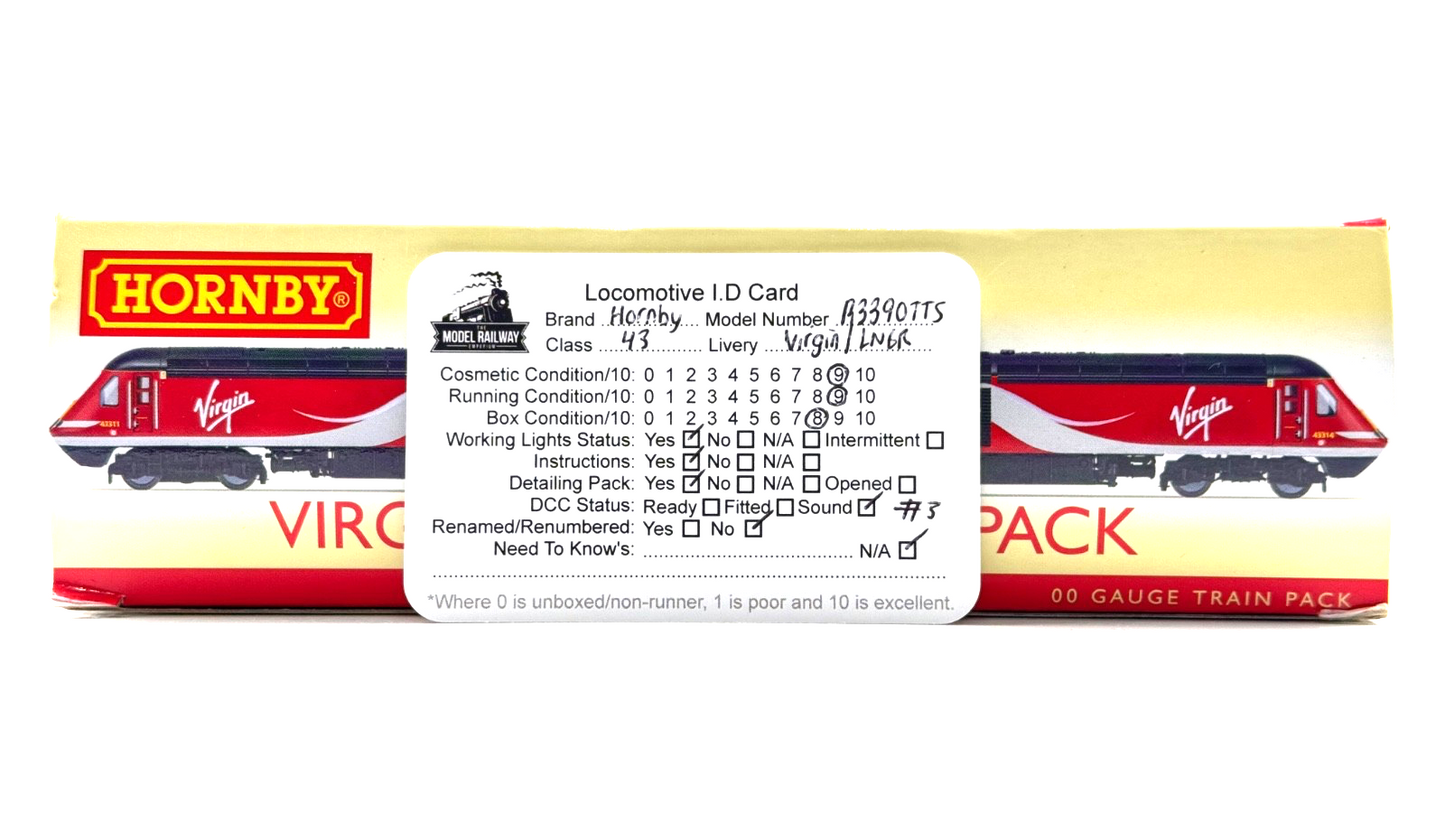 HORNBY®
THE
MODEL RAILWAY
EMPORIUM
Locomotive I.D Card
Brand Hornby Model Number R3390TTS
Class 43 Livery Virgin/LNER
Cosmetic Condition/10: 0 1 2 3 4 5 6 7 8 9 10
Running Condition/10: 0 1 2 3 4 5 6 7 8 9 10
Box Condition/10: 0 1 2 3 4 5 6 7 8 9 10
Working Lights Status: Yes No N/A Intermittent
Instructions: Yes No N/A
Detailing Pack: Yes No N/A Opened
DCC Status: Ready Fitted Sound #3
Renamed/Renumbered: Yes No
Need To Know's: N/A
*Where 0 is unboxed/non-runner, 1 is poor and 10 is excellent.
Virgin
43311
Virgin
43314
VIRG
PACK
00 GAUGE TRAIN PACK